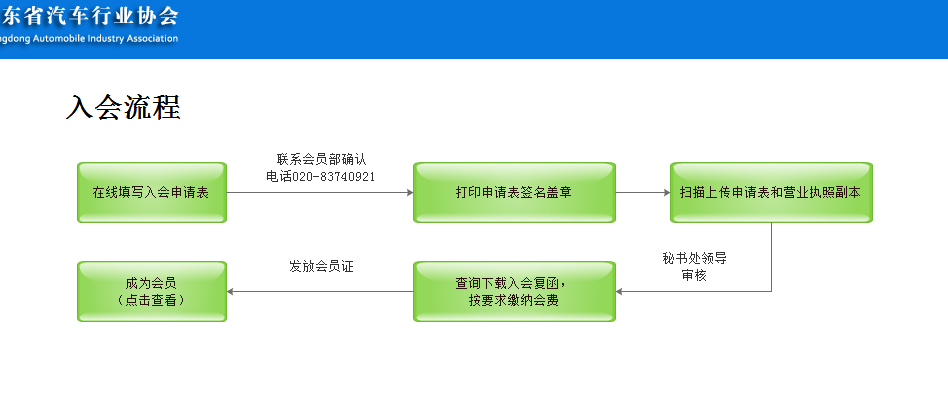 东省汽车行业协会
ngdong Automobile Industry Association
入会流程
联系会员部确认
电话020-83740921
在线填写入会申请表
打印申请表签名盖章
扫描上传申请表和营业执照副本
发放会员证
秘书处领导
审核
成为会员
（点击查看）
查询下载入会复函，
按要求缴纳会费